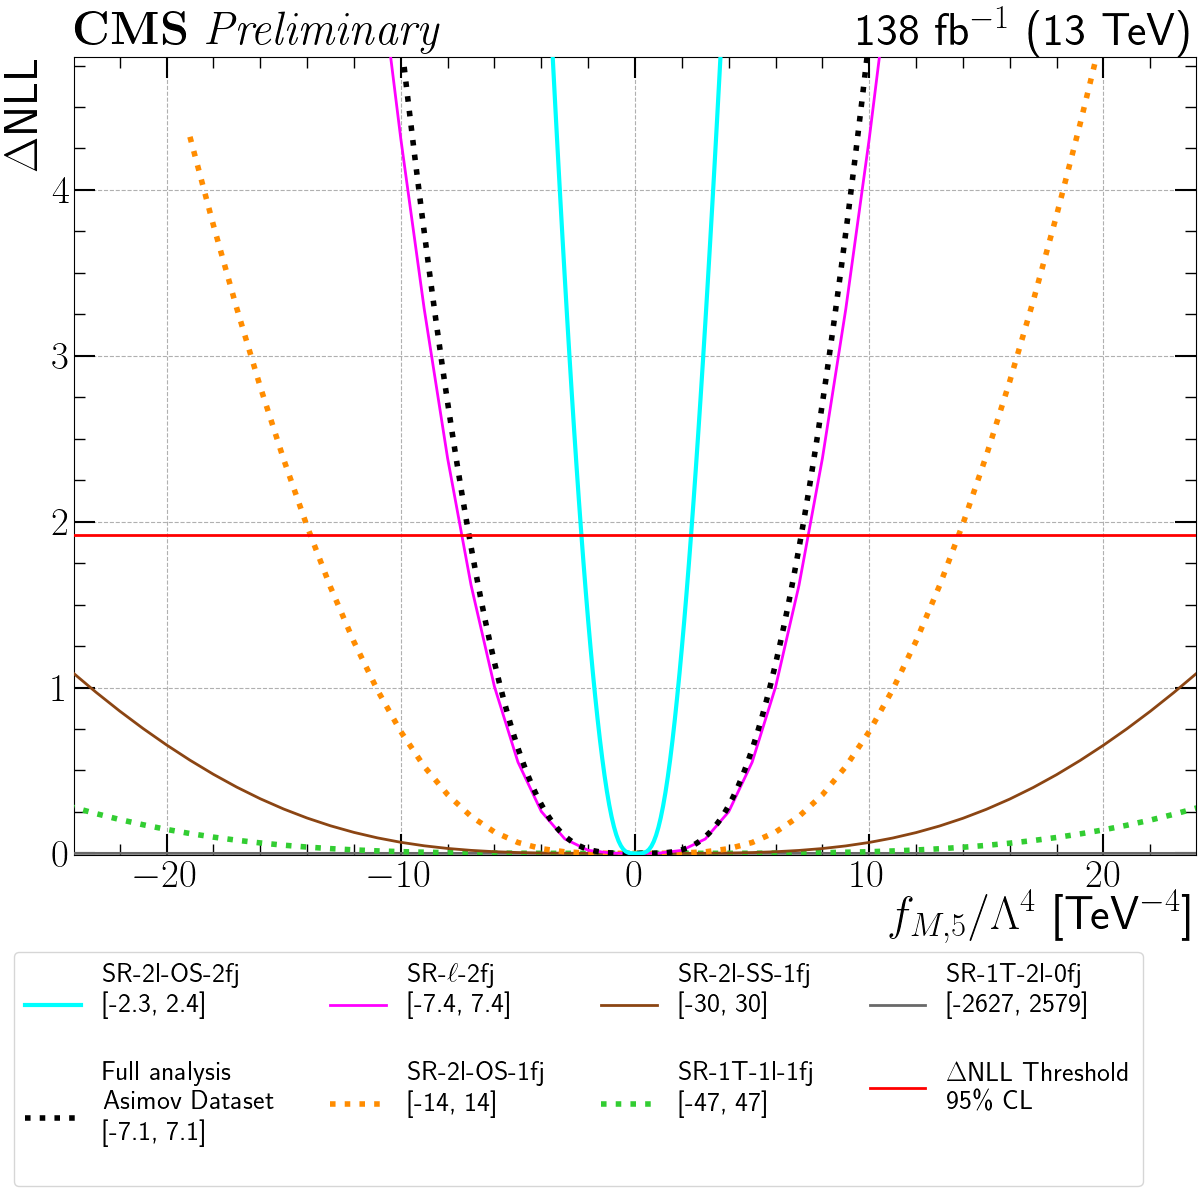 CMS Preliminary 138 fb⁻¹ (13 TeV)
ΔNLL
4
3
2
1
0
−20 −10 0 10 20
f_{M,5}/Λ⁴ [TeV⁻⁴]
SR-2l-OS-2fj
[-2.3, 2.4]
Full analysis
Asimov Dataset
[-7.1, 7.1]
SR-ℓ-2fj
[-7.4, 7.4]
SR-2l-OS-1fj
[-14, 14]
SR-2l-SS-1fj
[-30, 30]
SR-1T-1l-1fj
[-47, 47]
SR-1T-2l-0fj
[-2627, 2579]
ΔNLL Threshold
95% CL